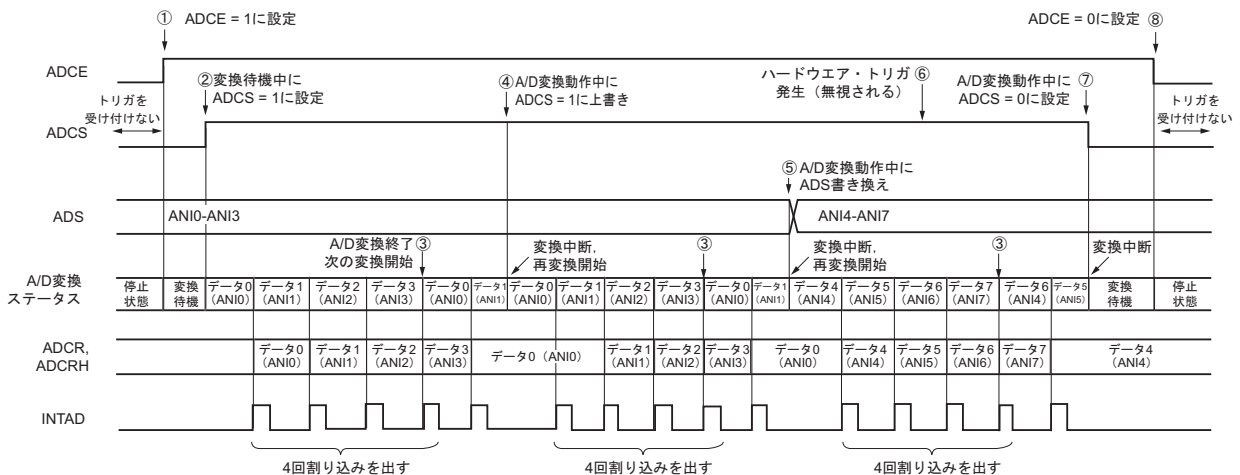 ① ADCE = 1に設定
ADCE = 0に設定 ⑧
ADCE
②変換待機中に
ADCS = 1に設定
④A/D変換動作中に
ADCS = 1に上書き
ハードウエア・トリガ ⑥
発生（無視される）
A/D変換動作中に ⑦
ADCS = 0に設定
トリガを
受け付けない
トリガを
受け付けない
ADCS
⑤A/D変換動作中に
ADS書き換え
ADS
ANI0-ANI3
ANI4-ANI7
A/D変換終了 ③
次の変換開始
変換中断,
再変換開始
③
変換中断,
再変換開始
③
変換中断
A/D変換
ステータス
停止 変換 データ0 データ1 データ2 データ3 データ0 データ1 データ0 データ1 データ2 データ3 データ0 データ1 データ4 データ5 データ6 データ7 データ6 データ5 変換 停止
状態 待機 (ANI0) (ANI1) (ANI2) (ANI3) (ANI0) (ANI1) (ANI0) (ANI1) (ANI2) (ANI3) (ANI0) (ANI1) (ANI4) (ANI5) (ANI6) (ANI7) (ANI4) (ANI5) 待機 状態
ADCR,
ADCRH
データ0 データ1 データ2 データ3 データ0（ANI0） データ1 データ2 データ3 データ0 データ4 データ5 データ6 データ7 データ4
(ANI0) (ANI1) (ANI2) (ANI3) (ANI1) (ANI2) (ANI3) (ANI0) (ANI4) (ANI5) (ANI6) (ANI7) (ANI4)
INTAD
4回割り込みを出す
4回割り込みを出す
4回割り込みを出す